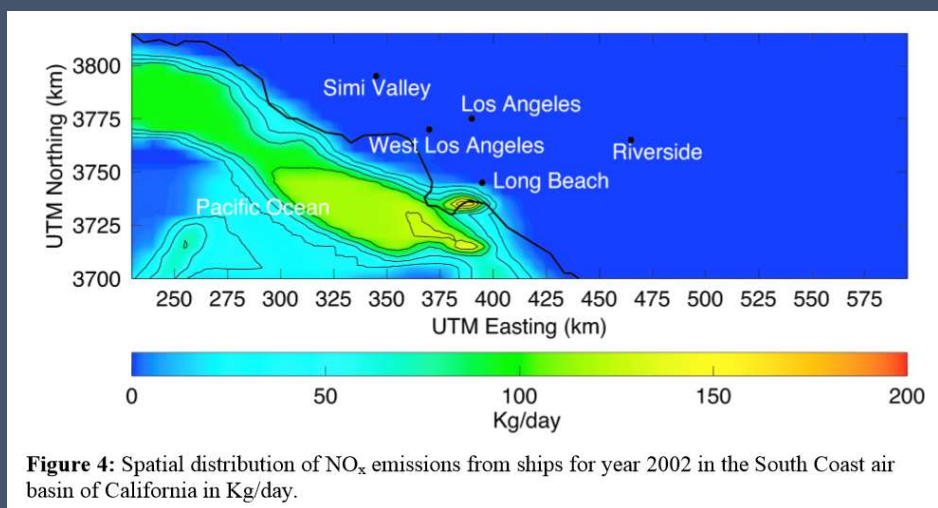 3800
Simi Valley
Los Angeles
3775
West Los Angeles
Riverside
UTM Northing (km)
3750
Long Beach
Pacific Ocean
3725
3700
250 275 300 325 350 375 400 425 450 475 500 525 550 575
UTM Easting (km)
0 50 100 150 200
Kg/day
Figure 4: Spatial distribution of NOx emissions from ships for year 2002 in the South Coast air
basin of California in Kg/day.